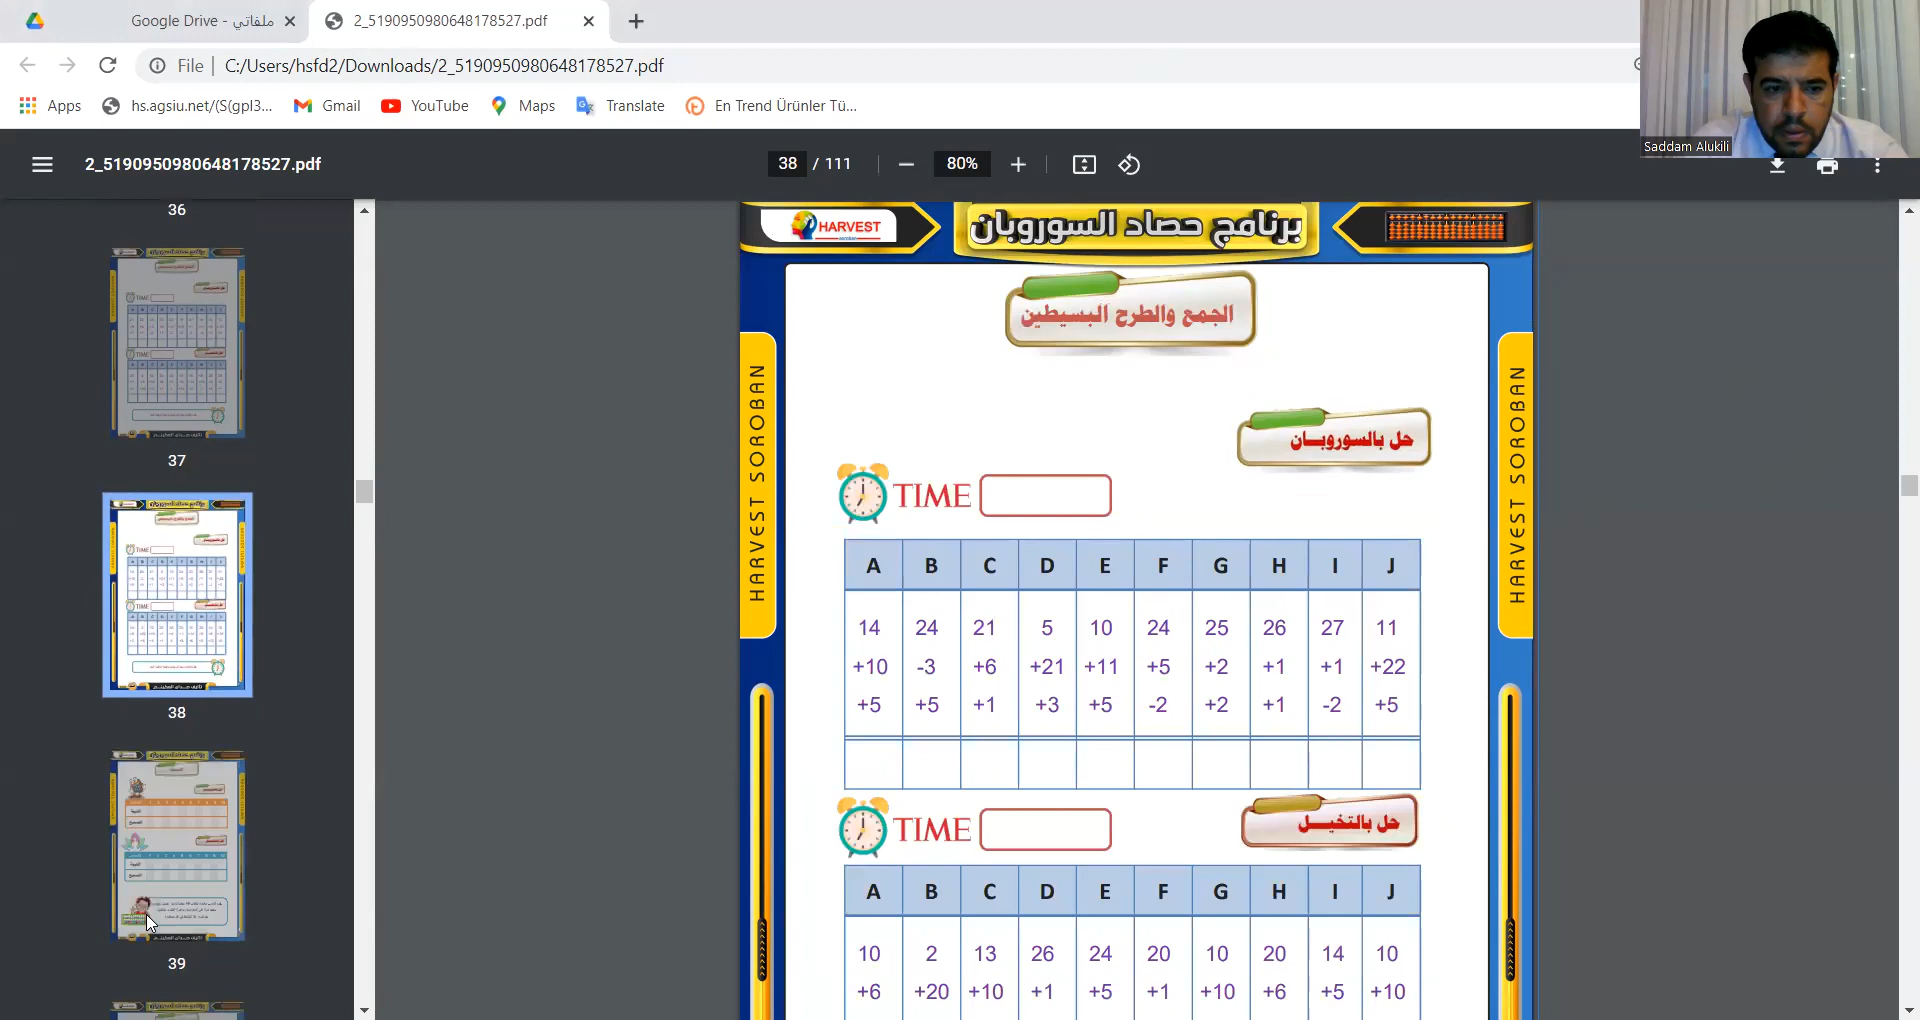 ملفاتي - Google Drive
2_5190950980648178527.pdf
File
C:/Users/hsfd2/Downloads/2_5190950980648178527.pdf
Apps
hs.agsiu.net/(S(gpl3...
Gmail
YouTube
Maps
Translate
En Trend Ürünler Tü...
Saddam Alukili
2_5190950980648178527.pdf
38 / 111
80%
36
37
38
39
HARVEST
برنامج حصاد السوروبان
الجمع والطرح البسيطين
HARVEST SOROBAN
HARVEST SOROBAN
حل بالسوروبان
TIME
A B C D E F G H I J
14 24 21 5 10 24 25 26 27 11
+10 -3 +6 +21 +11 +5 +2 +1 +1 +22
+5 +5 +1 +3 +5 -2 +2 +1 -2 +5
TIME
حل بالتخيل
A B C D E F G H I J
10 2 13 26 24 20 10 20 14 10
+6 +20 +10 +1 +5 +1 +10 +6 +5 +10